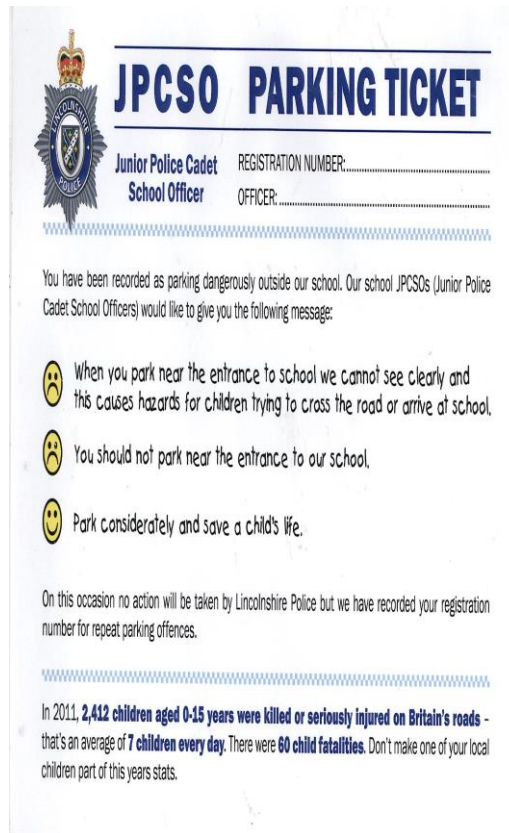 JPCSO PARKING TICKET
LINCOLNSHIRE
POLICE
Junior Police Cadet
School Officer
REGISTRATION NUMBER:
OFFICER:
You have been recorded as parking dangerously outside our school. Our school JPCSOs (Junior Police
Cadet School Officers) would like to give you the following message:
When you park near the entrance to school we cannot see clearly and
this causes hazards for children trying to cross the road or arrive at school.
You should not park near the entrance to our school.
Park considerately and save a child's life.
On this occasion no action will be taken by Lincolnshire Police but we have recorded your registration
number for repeat parking offences.
In 2011, 2,412 children aged 0-15 years were killed or seriously injured on Britain's roads -
that's an average of 7 children every day. There were 60 child fatalities. Don't make one of your local
children part of this years stats.